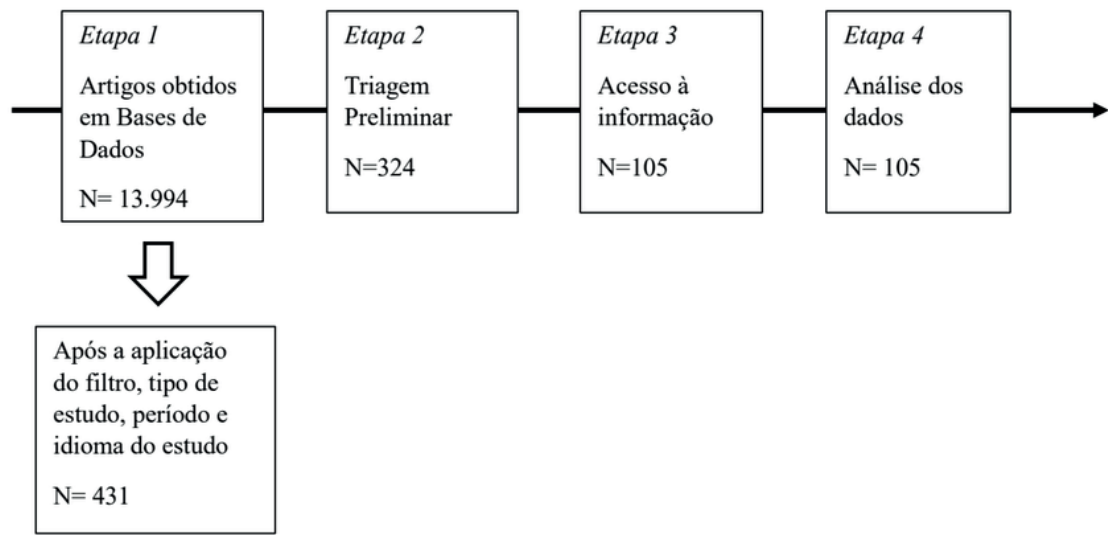 Etapa 1
Artigos obtidos
em Bases de
Dados
N= 13.994
Etapa 2
Triagem
Preliminar
N=324
Etapa 3
Acesso à
informação
N=105
Etapa 4
Análise dos
dados
N= 105
Após a aplicação
do filtro, tipo de
estudo, período e
idioma do estudo
N= 431